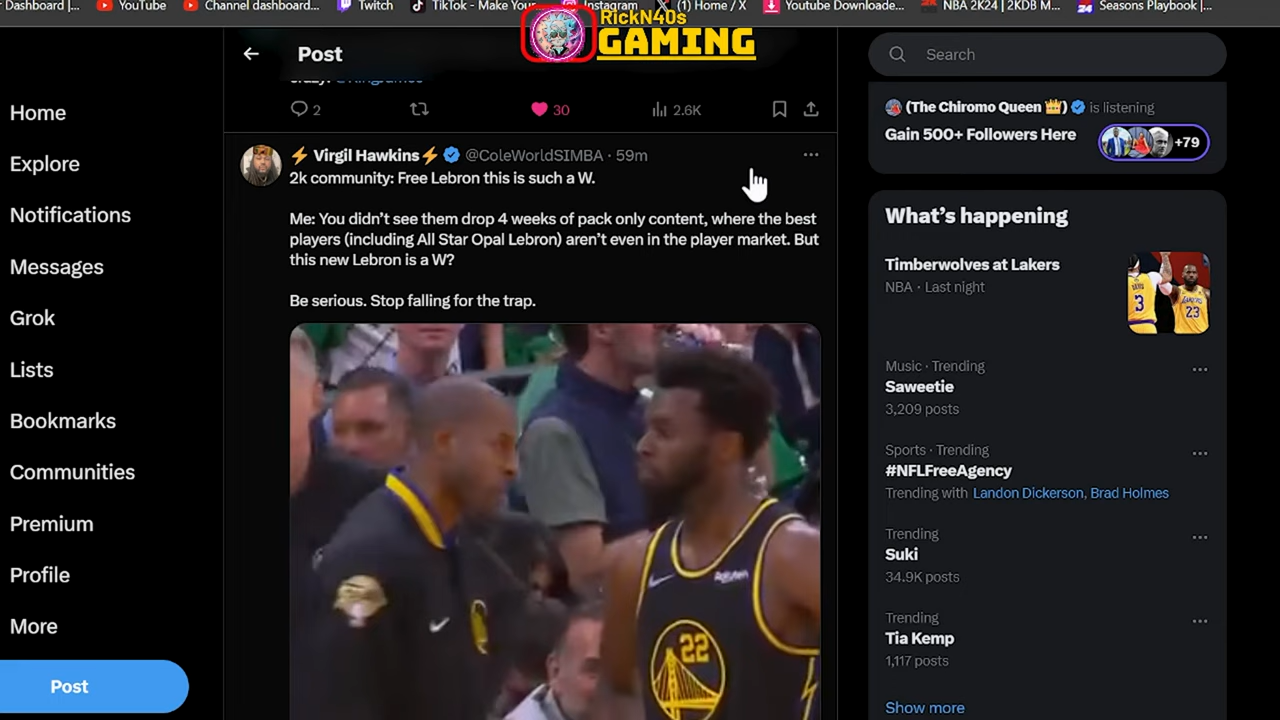 r Dashboard |...
YouTube
Channel dashboard...
Twitch
TikTok - Make Your...
Instagram
(1) Home / X
Youtube Downloade...
NBA 2K24 | 2KDB M...
Seasons Playbook |...
RickN40s
GAMING
Post
Search
Home
Explore
Notifications
Messages
Grok
Lists
Bookmarks
Communities
Premium
Profile
More
Post
2
30
2.6K
⚡ Virgil Hawkins⚡ @ColeWorldSIMBA · 59m
2k community: Free Lebron this is such a W.
Me: You didn’t see them drop 4 weeks of pack only content, where the best
players (including All Star Opal Lebron) aren’t even in the player market. But
this new Lebron is a W?
Be serious. Stop falling for the trap.
Rakuten
22
(The Chiromo Queen 👑) is listening
Gain 500+ Followers Here
+79
What’s happening
Timberwolves at Lakers
NBA · Last night
3
23
Music · Trending
Saweetie
3,209 posts
Sports · Trending
#NFLFreeAgency
Trending with Landon Dickerson, Brad Holmes
Trending
Suki
34.9K posts
Trending
Tia Kemp
1,117 posts
Show more